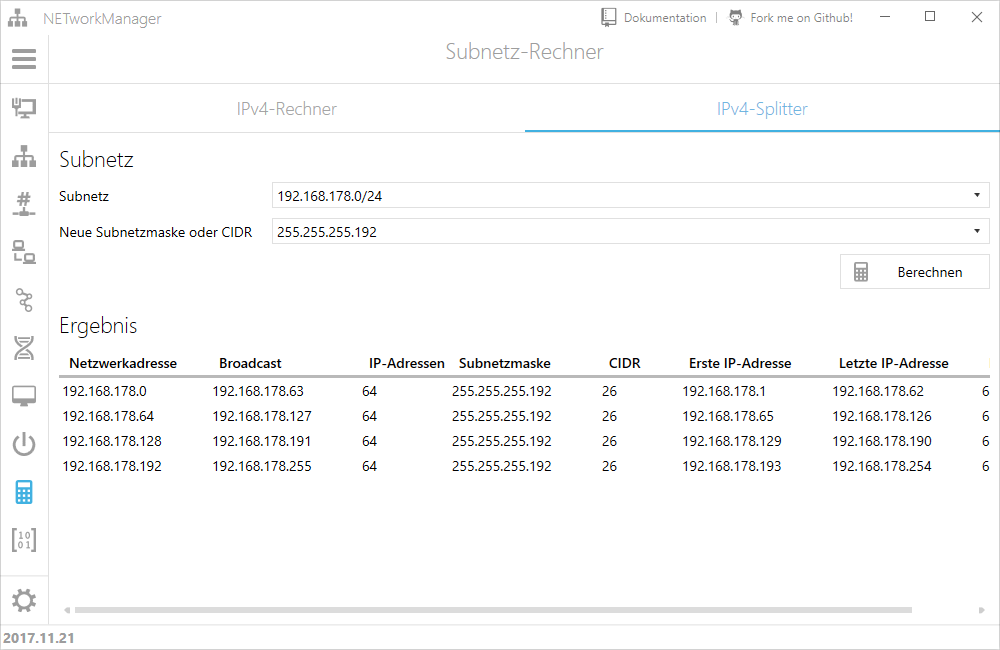 NETworkManager Dokumentation | Fork me on Github!
Subnetz-Rechner
IPv4-Rechner IPv4-Splitter
Subnetz
Subnetz 192.168.178.0/24
Neue Subnetzmaske oder CIDR 255.255.255.192
Berechnen
Ergebnis
Netzwerkadresse Broadcast IP-Adressen Subnetzmaske CIDR Erste IP-Adresse Letzte IP-Adresse
192.168.178.0 192.168.178.63 64 255.255.255.192 26 192.168.178.1 192.168.178.62 6
192.168.178.64 192.168.178.127 64 255.255.255.192 26 192.168.178.65 192.168.178.126 6
192.168.178.128 192.168.178.191 64 255.255.255.192 26 192.168.178.129 192.168.178.190 6
192.168.178.192 192.168.178.255 64 255.255.255.192 26 192.168.178.193 192.168.178.254 6
#
10
01
2017.11.21